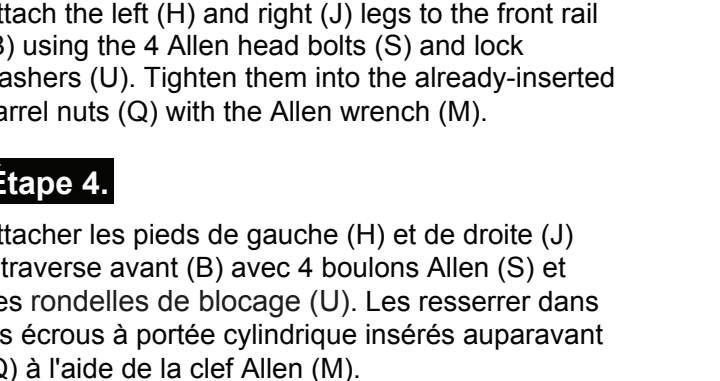 ttach the left (H) and right (J) legs to the front rail
) using the 4 Allen head bolts (S) and lock
ashers (U). Tighten them into the already-inserted
arrel nuts (Q) with the Allen wrench (M).
Étape 4.
ttacher les pieds de gauche (H) et de droite (J)
traverse avant (B) avec 4 boulons Allen (S) et
es rondelles de blocage (U). Les resserrer dans
s écrous à portée cylindrique insérés auparavant
) à l'aide de la clef Allen (M).